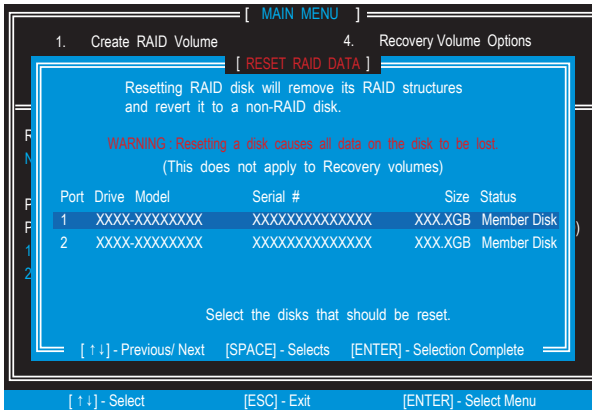 [ MAIN MENU ]
1. Create RAID Volume 4. Recovery Volume Options
[ RESET RAID DATA ]
Resetting RAID disk will remove its RAID structures
and revert it to a non-RAID disk.
WARNING : Resetting a disk causes all data on the disk to be lost.
(This does not apply to Recovery volumes)
Port Drive Model Serial # Size Status
1 XXXX-XXXXXXXX XXXXXXXXXXXXXX XXX.XGB Member Disk
2 XXXX-XXXXXXXX XXXXXXXXXXXXXX XXX.XGB Member Disk
Select the disks that should be reset.
[ ↑↓] - Previous/ Next [SPACE] - Selects [ENTER] - Selection Complete
[ ↑↓] - Select [ESC] - Exit [ENTER] - Select Menu